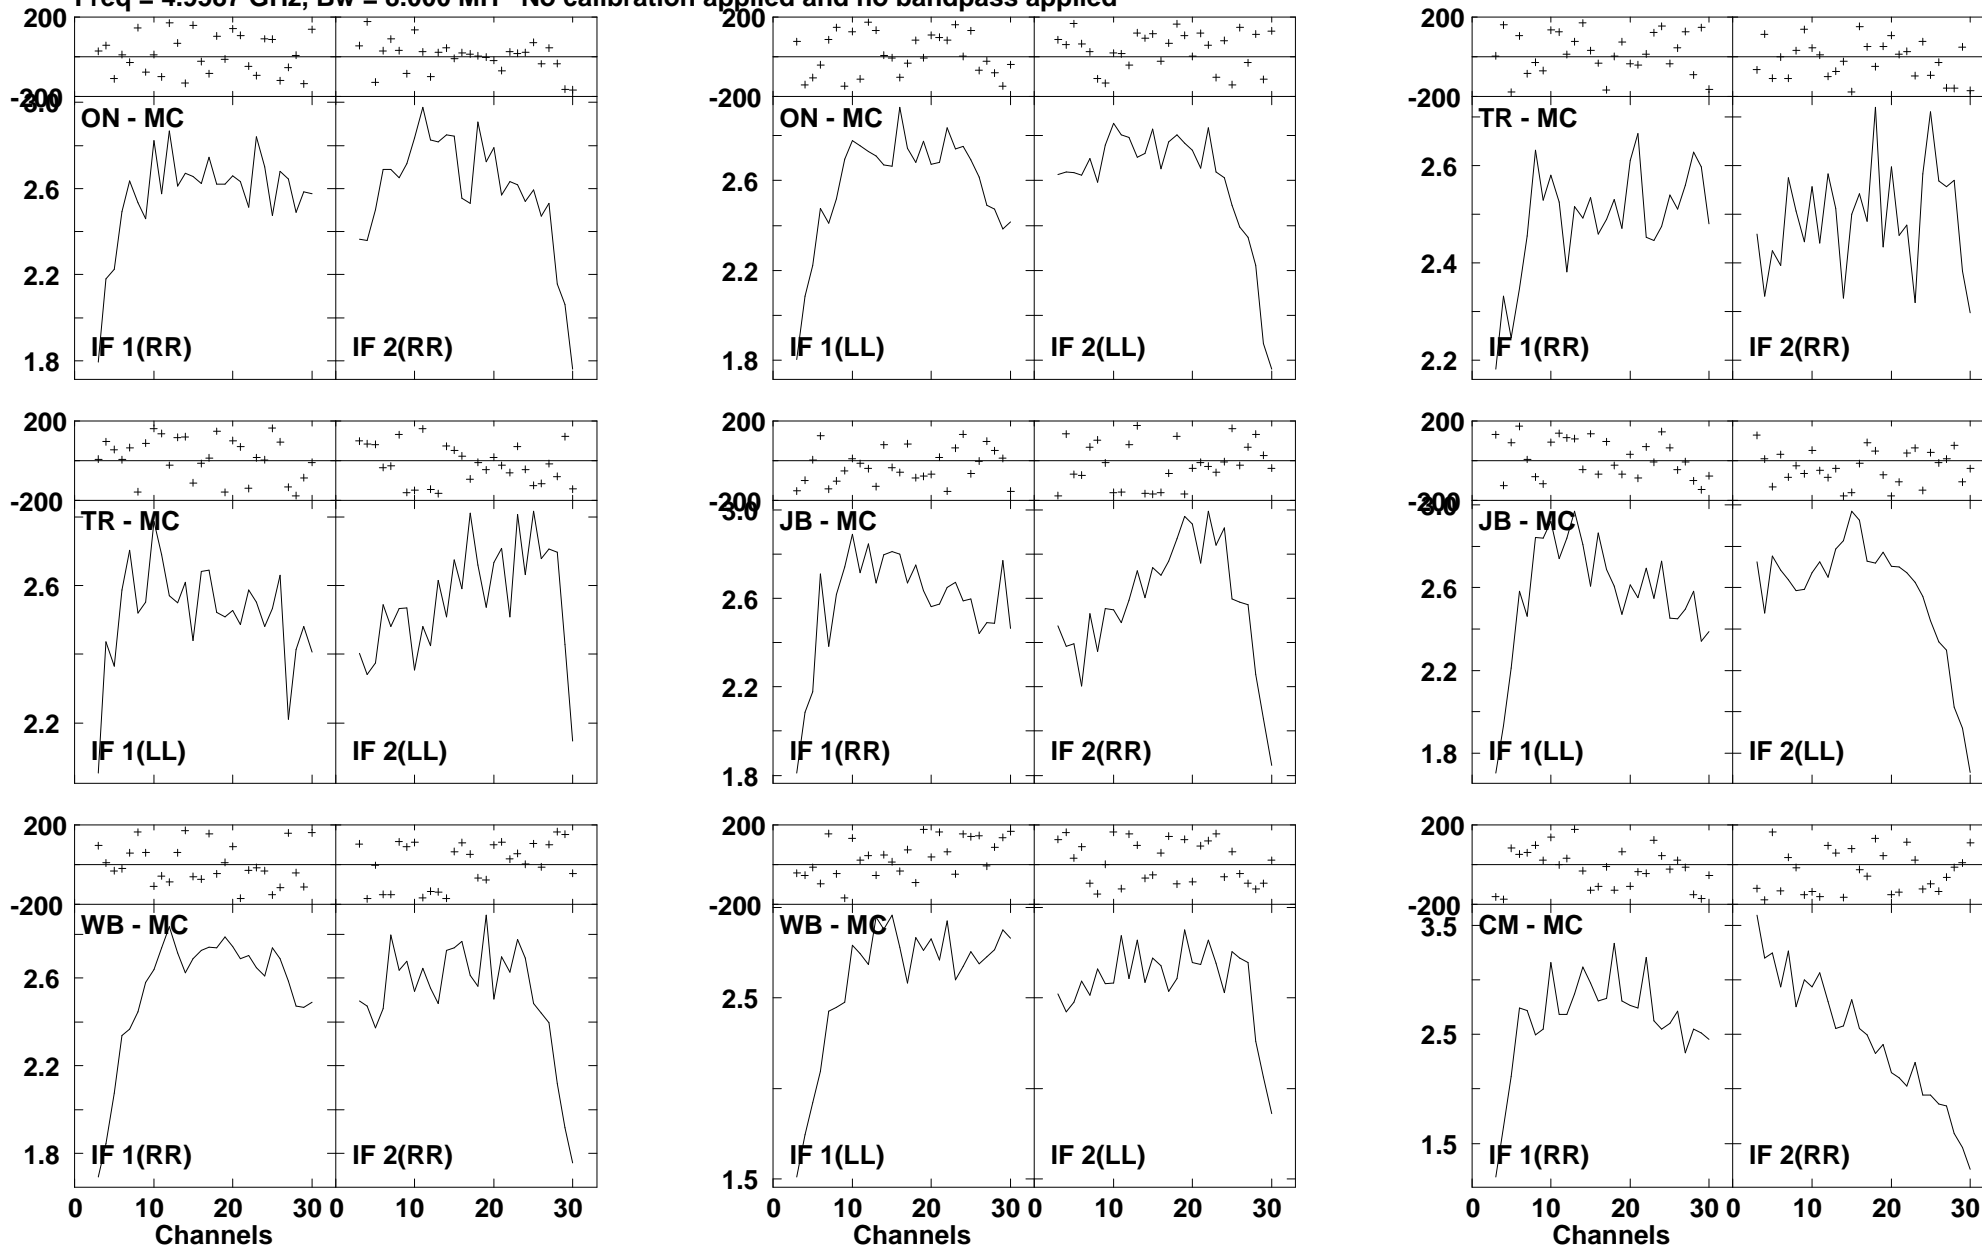 Freq = 4.9587 GHz, Bw = 8.000 MH No calibration applied and no bandpass applied
200 200 200
-200 -200 -200
3.0
ON - MC ON - MC TR - MC
2.6 2.6 2.6
2.4
2.2 2.2
1.8 1.8 2.2
IF 1(RR) IF 2(RR) IF 1(LL) IF 2(LL) IF 1(RR) IF 2(RR)
200 200 200
-200 -200 -200
3.0 3.0
TR - MC JB - MC JB - MC
2.6 2.6 2.6
2.2 2.2 2.2
1.8 1.8
IF 1(LL) IF 2(LL) IF 1(RR) IF 2(RR) IF 1(LL) IF 2(LL)
200 200 200
-200 -200 -200
WB - MC WB - MC CM - MC
3.5
2.6 2.5 2.5
2.2
1.8 1.5 1.5
IF 1(RR) IF 2(RR) IF 1(LL) IF 2(LL) IF 1(RR) IF 2(RR)
0 10 20 30 0 10 20 30 0 10 20 30 0 10 20 30 0 10 20 30 0 10 20 30
Channels Channels Channels